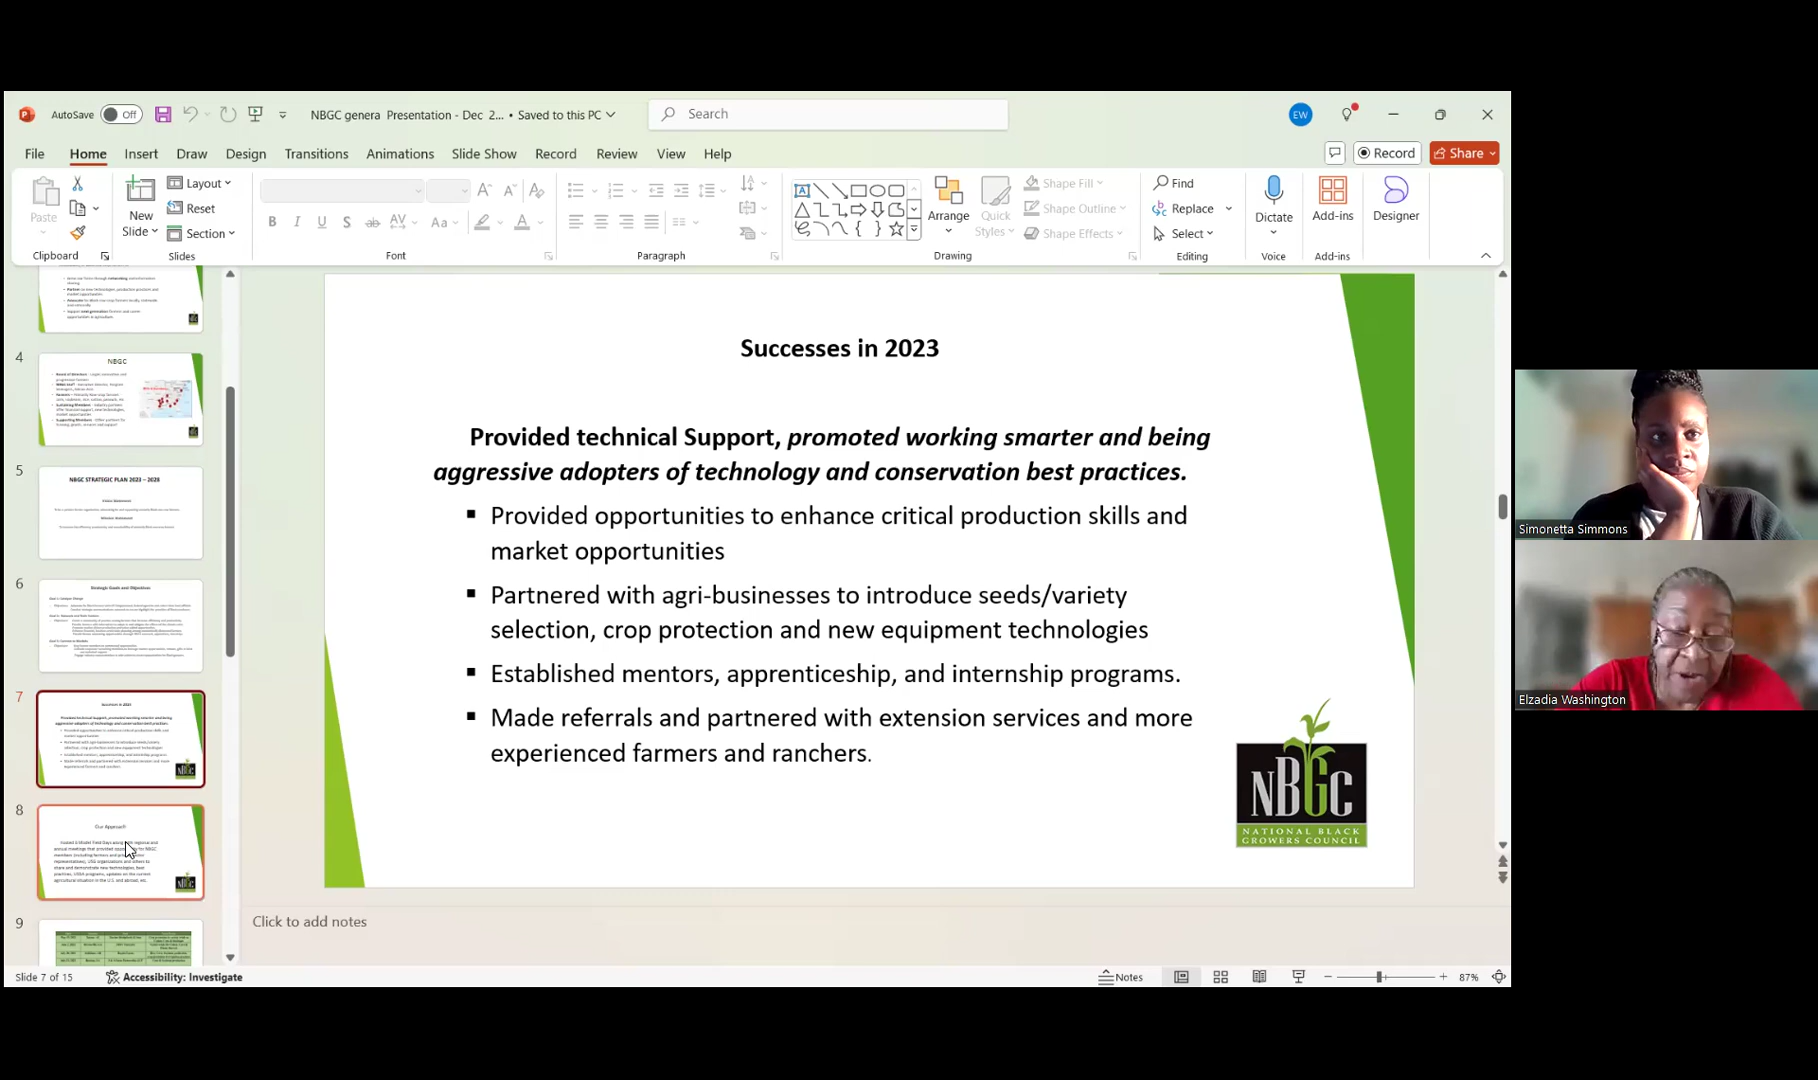 AutoSave Off
NBGC genera Presentation - Dec 2... • Saved to this PC
Search
EW
File Home Insert Draw Design Transitions Animations Slide Show Record Review View Help
Record Share
Paste
Clipboard
New
Slide
Layout
Reset
Section
Slides
B I U S ab AV Aa A
Font
Paragraph
Arrange
Quick
Styles
Shape Fill
Shape Outline
Shape Effects
Drawing
Find
Replace
Select
Editing
Dictate
Voice
Add-ins
Add-ins
Designer
4
NBGC
5
NBGC STRATEGIC PLAN 2023 – 2028
6
Strategic Goals and Objectives
7
Successes in 2023
8
Our Approach
9
Successes in 2023
Provided technical Support, promoted working smarter and being
aggressive adopters of technology and conservation best practices.
▪ Provided opportunities to enhance critical production skills and
market opportunities
▪ Partnered with agri-businesses to introduce seeds/variety
selection, crop protection and new equipment technologies
▪ Established mentors, apprenticeship, and internship programs.
▪ Made referrals and partnered with extension services and more
experienced farmers and ranchers.
NBGC
NATIONAL BLACK
GROWERS COUNCIL
Click to add notes
Slide 7 of 15
Accessibility: Investigate
Notes
87%
Simonetta Simmons
Elzadia Washington